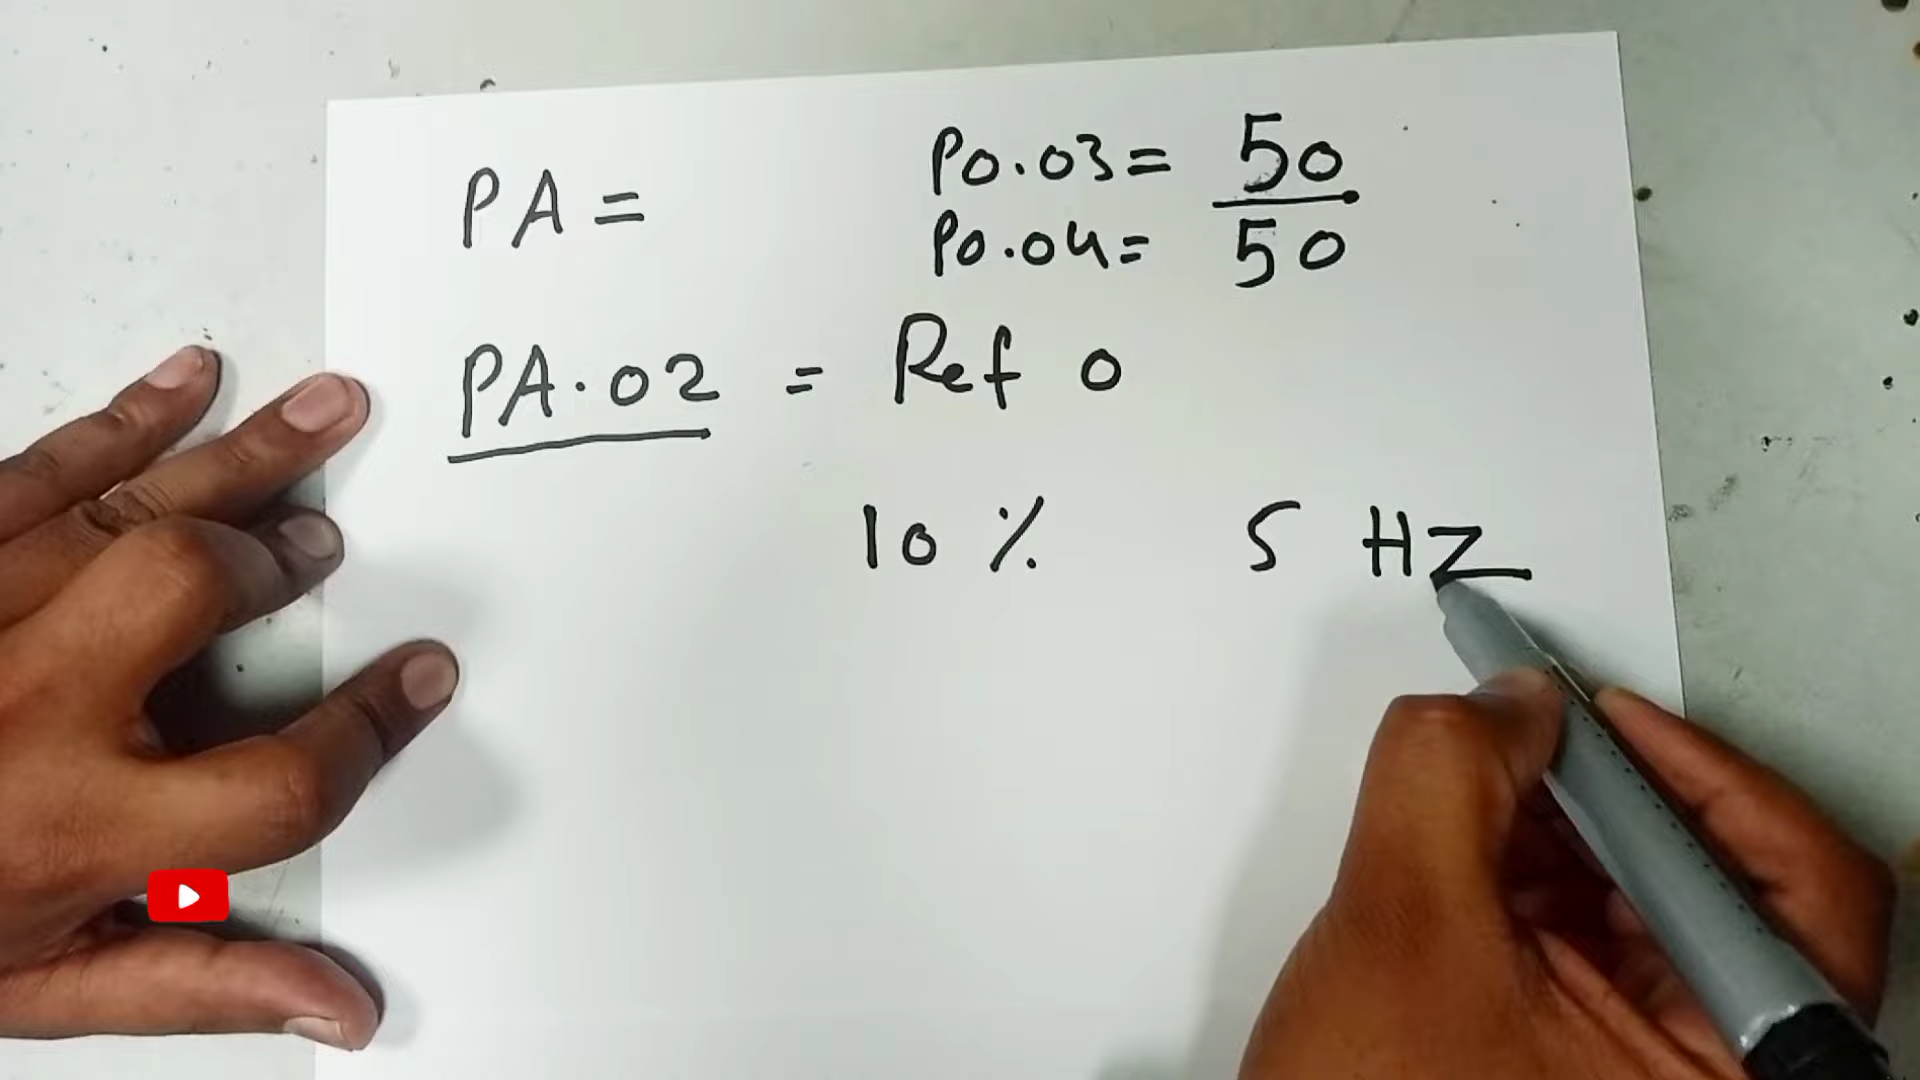 PA =
P0.03 = 50
P0.04 = 50
PA.02 = Ref 0
10 % 5 HZ